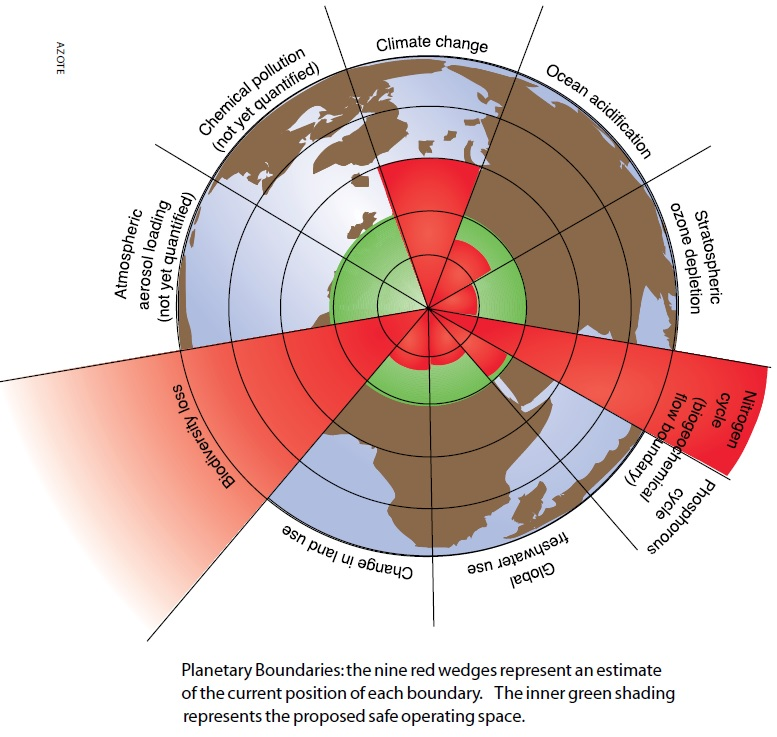 AZOTE
Climate change
Ocean acidification
Stratospheric
ozone depletion
Nitrogen
cycle
(biogeochemical
flow boundary)
Phosphorous
cycle
Global
freshwater use
Change in land use
Biodiversity loss
Atmospheric
aerosol loading
(not yet quantified)
Chemical pollution
(not yet quantified)
Planetary Boundaries: the nine red wedges represent an estimate
of the current position of each boundary. The inner green shading
represents the proposed safe operating space.